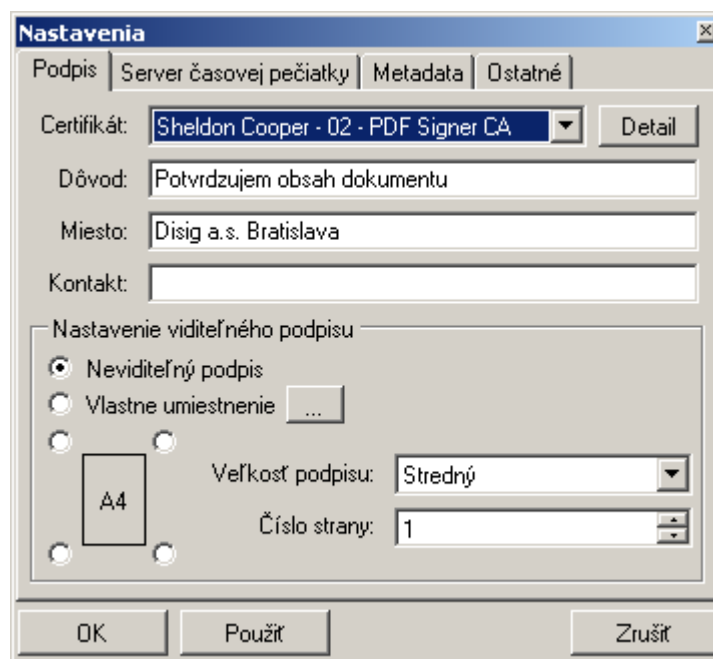 Nastavenia
Podpis Server časovej pečiatky Metadata Ostatné
Certifikát: Sheldon Cooper - 02 - PDF Signer CA Detail
Dôvod: Potvrdzujem obsah dokumentu
Miesto: Disig a.s. Bratislava
Kontakt:
Nastavenie viditeľného podpisu
Neviditeľný podpis
Vlastne umiestnenie ...
A4
Veľkosť podpisu: Stredný
Číslo strany: 1
OK Použiť Zrušiť